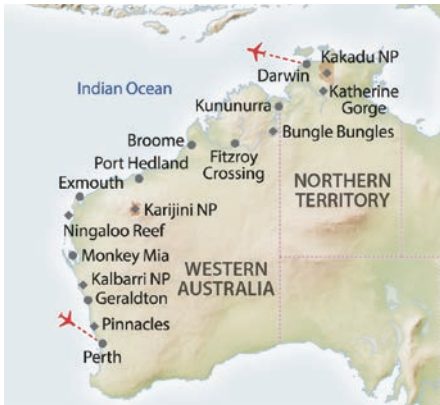 Kakadu NP
Darwin
Katherine
Gorge
Indian Ocean
Kununurra
Bungle Bungles
Broome
Fitzroy
Crossing
Port Hedland
Exmouth
NORTHERN
TERRITORY
Karijini NP
Ningaloo Reef
Monkey Mia
WESTERN
AUSTRALIA
Kalbarri NP
Geraldton
Pinnacles
Perth